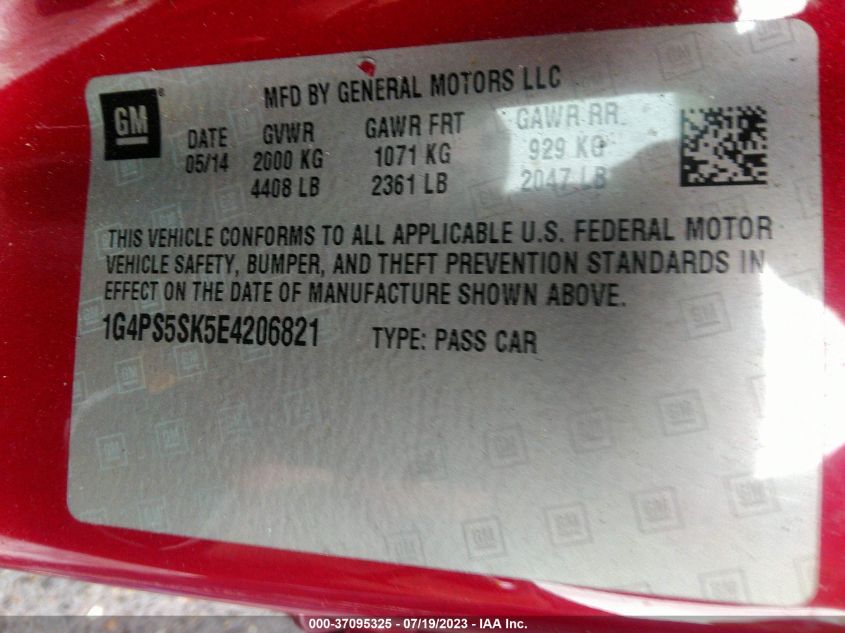 GM ®
MFD BY GENERAL MOTORS LLC
DATE GVWR GAWR FRT GAWR RR
05/14 2000 KG 1071 KG 929 KG
4408 LB 2361 LB 2047 LB
THIS VEHICLE CONFORMS TO ALL APPLICABLE U.S. FEDERAL MOTOR
VEHICLE SAFETY, BUMPER, AND THEFT PREVENTION STANDARDS IN
EFFECT ON THE DATE OF MANUFACTURE SHOWN ABOVE.
1G4PS5SK5E4206821 TYPE: PASS CAR
000-37095325 - 07/19/2023 - IAA Inc.